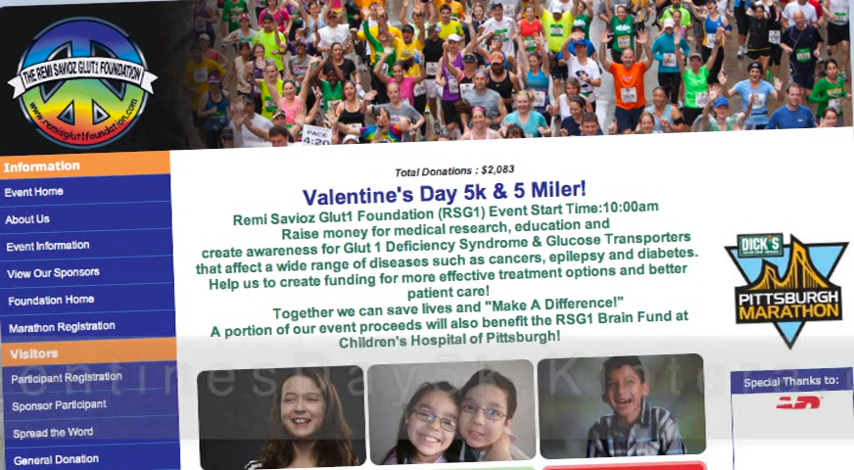 THE REMI SAVIOZ GLUT1 FOUNDATION
www.remisglut1foundation.com
PACE
4:20
Information
Event Home
About Us
Event Information
View Our Sponsors
Foundation Home
Marathon Registration
Visitors
Participant Registration
Sponsor Participant
Spread the Word
General Donation
Total Donations : $2,083
Valentine's Day 5k & 5 Miler!
Remi Savioz Glut1 Foundation (RSG1) Event Start Time:10:00am
Raise money for medical research, education and
create awareness for Glut 1 Deficiency Syndrome & Glucose Transporters
that affect a wide range of diseases such as cancers, epilepsy and diabetes.
Help us to create funding for more effective treatment options and better
patient care!
Together we can save lives and "Make A Difference!"
A portion of our event proceeds will also benefit the RSG1 Brain Fund at
Children's Hospital of Pittsburgh!
DICK'S
PITTSBURGH
MARATHON
Special Thanks to: